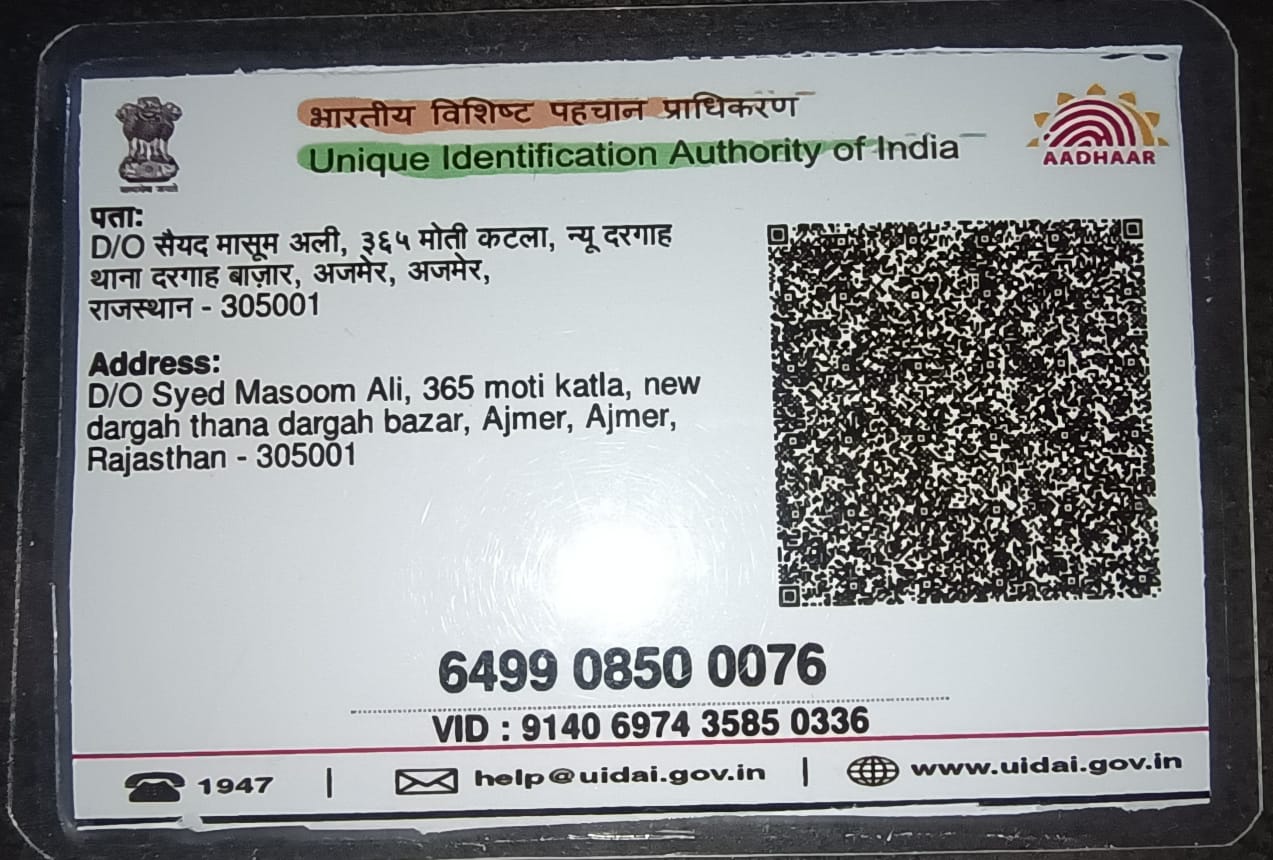 भारतीय विशिष्ट पहचान प्राधिकरण
Unique Identification Authority of India
AADHAAR
पता:
D/O सैयद मासूम अली, ३६५ मोती कटला, न्यू दरगाह
थाना दरगाह बाज़ार, अजमेर, अजमेर,
राजस्थान - 305001
Address:
D/O Syed Masoom Ali, 365 moti katla, new
dargah thana dargah bazar, Ajmer, Ajmer,
Rajasthan - 305001
6499 0850 0076
VID : 9140 6974 3585 0336
1947 | help@uidai.gov.in | www.uidai.gov.in